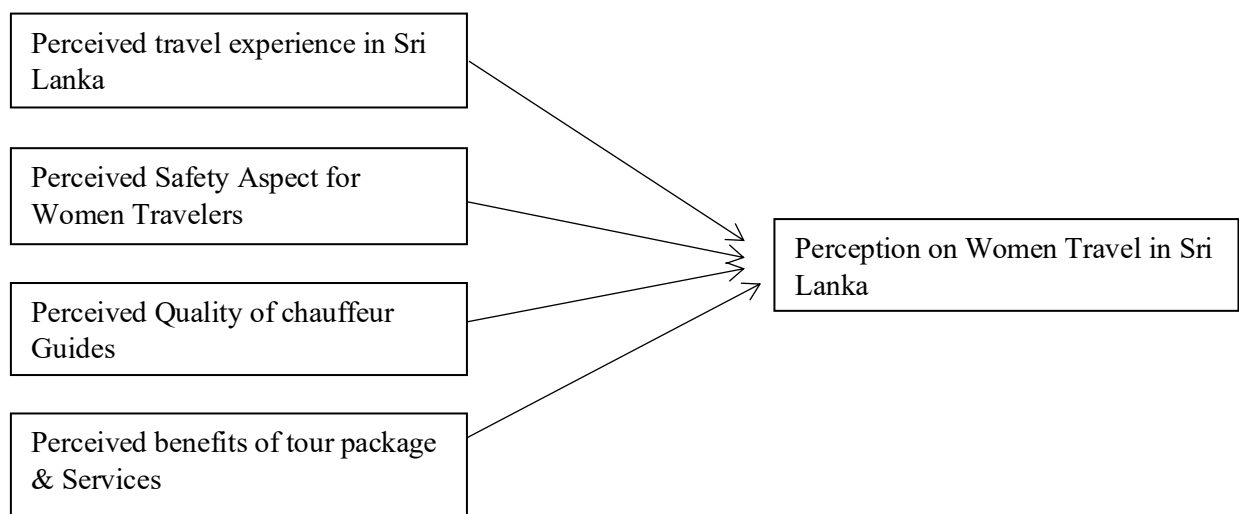 Perceived travel experience in Sri
Lanka
Perceived Safety Aspect for
Women Travelers
Perceived Quality of chauffeur
Guides
Perceived benefits of tour package
& Services
Perception on Women Travel in Sri
Lanka